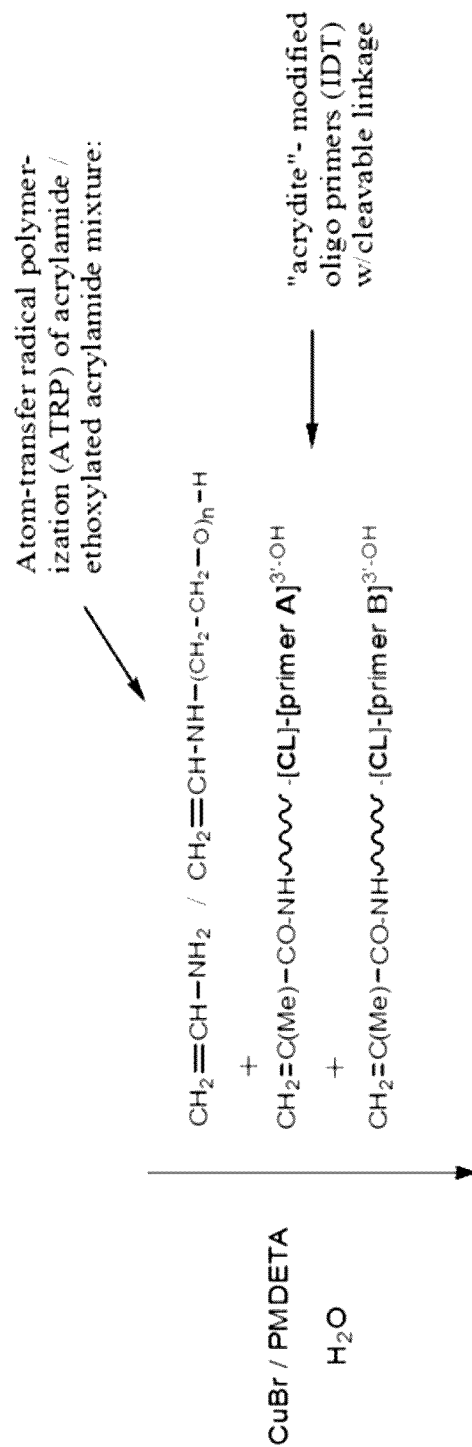 Atom-transfer radical polymer-
ization (ATRP) of acrylamide /
ethoxylated acrylamide mixture:
CH₂=CH-NH₂ / CH₂=CH-NH-(CH₂-CH₂-O)ₙ-H
+
CH₂=C(Me)-CO-NH-[CL]-[primer A]³'⁻ᴼᴴ
+
CH₂=C(Me)-CO-NH-[CL]-[primer B]³'⁻ᴼᴴ
"acrydite"- modified
oligo primers (IDT)
w/cleavable linkage
CuBr / PMDETA
H₂O